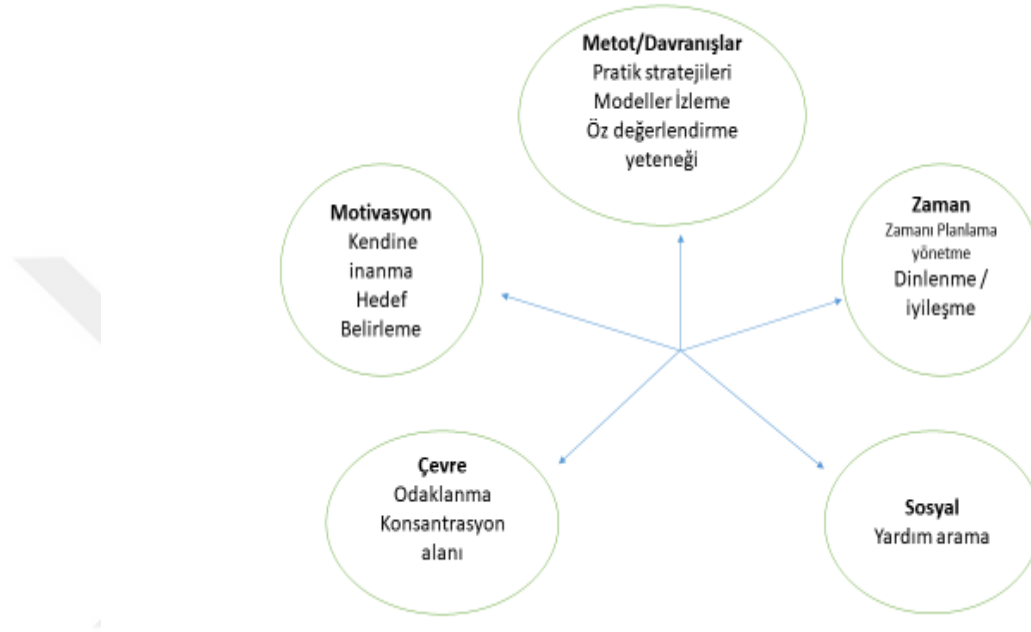 Metot/Davranışlar
Pratik stratejileri
Modeller İzleme
Öz değerlendirme
yeteneği
Motivasyon
Kendine
inanma
Hedef
Belirleme
Zaman
Zamanı Planlama
yönetme
Dinlenme /
iyileşme
Çevre
Odaklanma
Konsantrasyon
alanı
Sosyal
Yardım arama